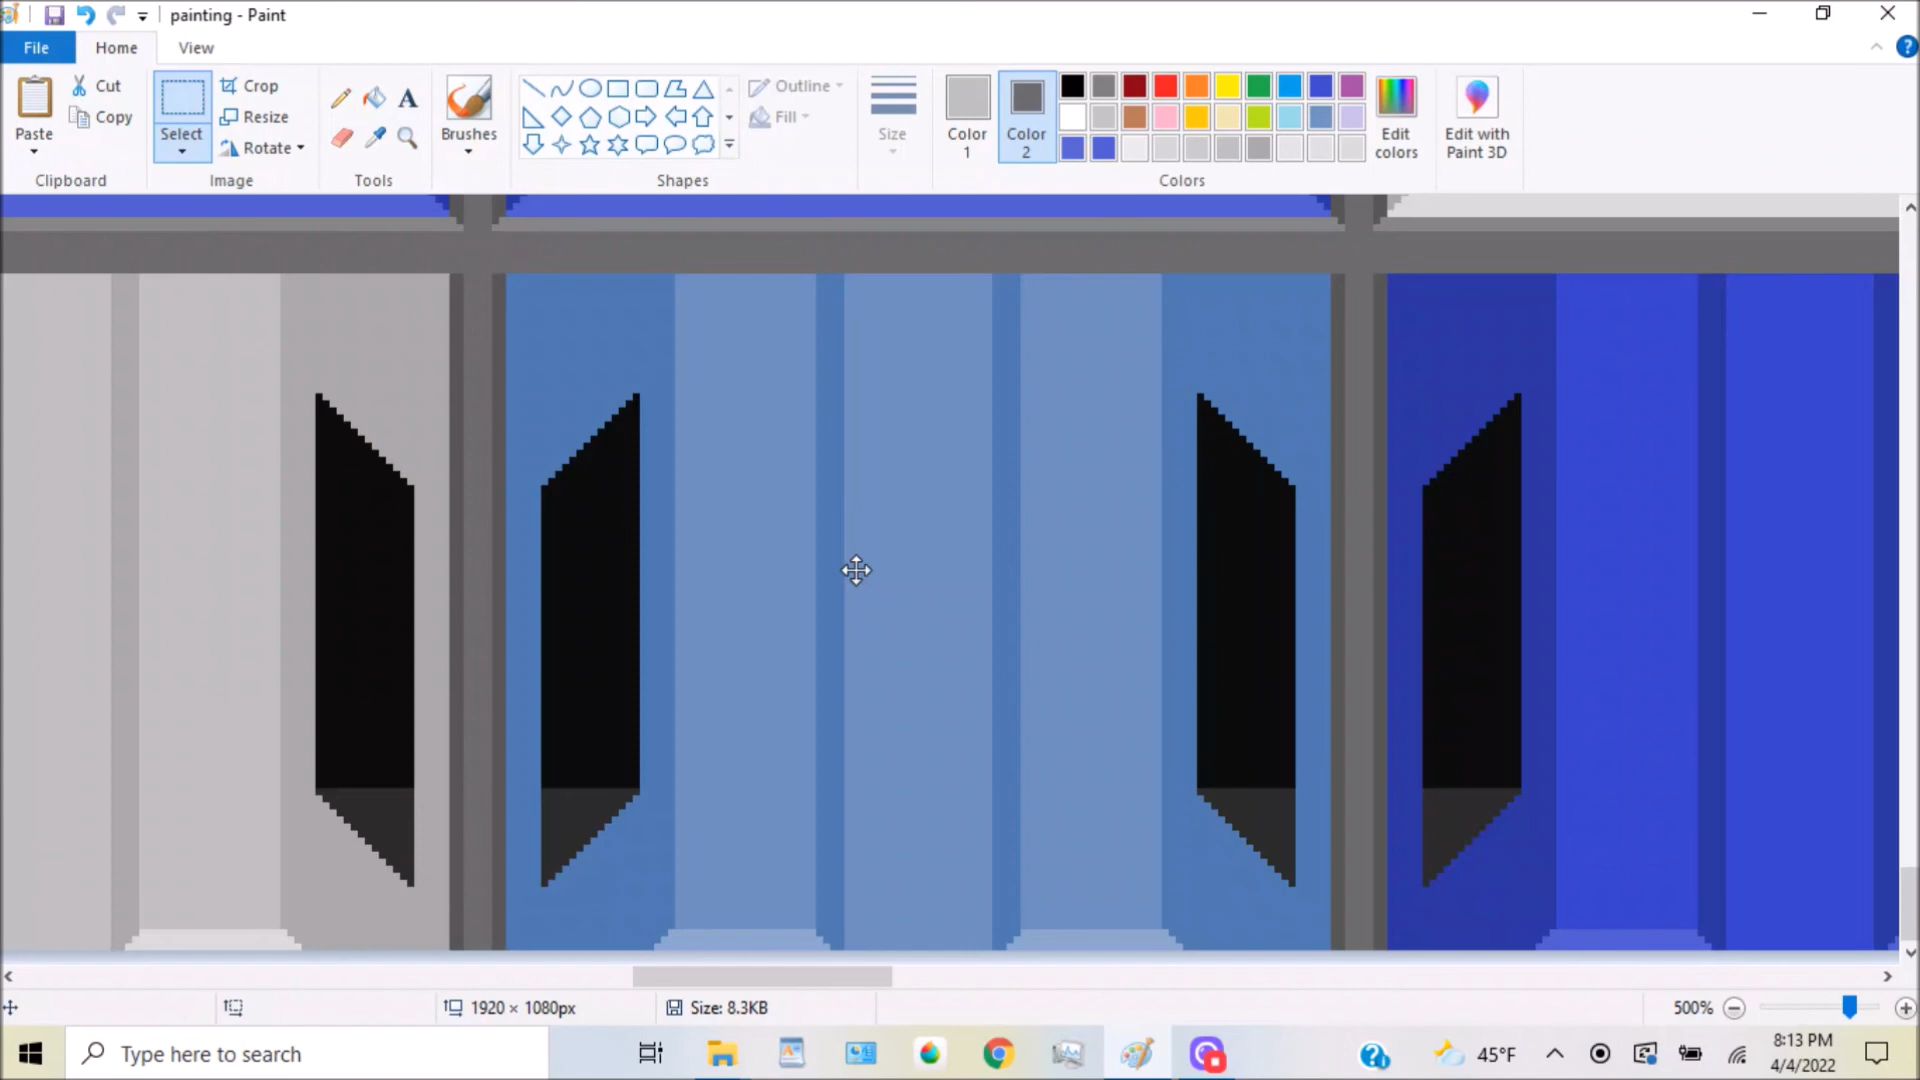 painting - Paint
File Home View
Paste
Cut
Copy
Clipboard
Select
Crop
Resize
Rotate
Image
A
Tools
Brushes
Shapes
Outline
Fill
Size
Color 1
Color 2
Colors
Edit colors
Edit with Paint 3D
?
1920 × 1080px
Size: 8.3KB
500%
Type here to search
?
45°F
8:13 PM
4/4/2022